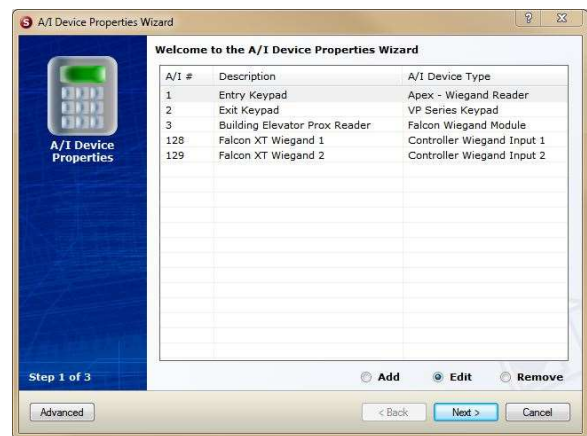 A/I Device Properties Wizard
Welcome to the A/I Device Properties Wizard
A/I # Description A/I Device Type
1 Entry Keypad Apex - Wiegand Reader
2 Exit Keypad VP Series Keypad
3 Building Elevator Prox Reader Falcon Wiegand Module
128 Falcon XT Wiegand 1 Controller Wiegand Input 1
129 Falcon XT Wiegand 2 Controller Wiegand Input 2
A/I Device
Properties
Step 1 of 3
Add Edit Remove
Advanced < Back Next > Cancel